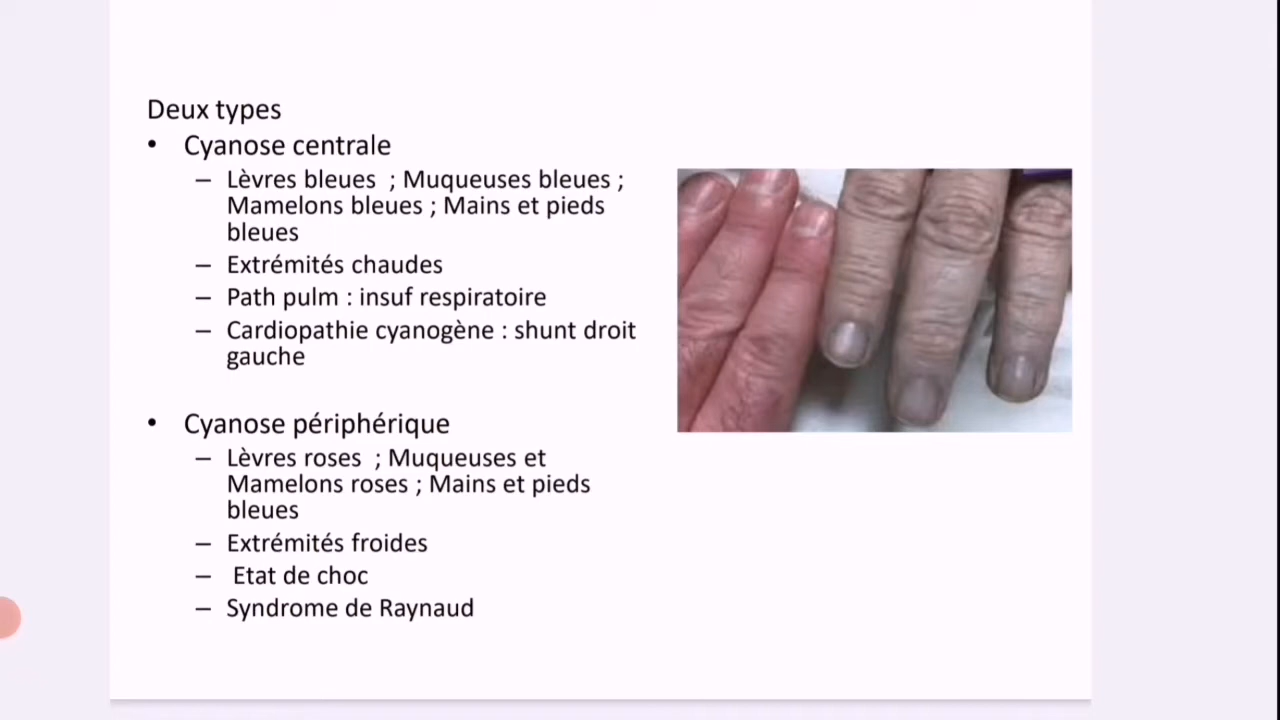 Deux types
• Cyanose centrale
– Lèvres bleues  ; Muqueuses bleues ;
Mamelons bleues ; Mains et pieds
bleues
– Extrémités chaudes
– Path pulm : insuf respiratoire
– Cardiopathie cyanogène : shunt droit
gauche
• Cyanose périphérique
– Lèvres roses  ; Muqueuses et
Mamelons roses ; Mains et pieds
bleues
– Extrémités froides
– Etat de choc
– Syndrome de Raynaud